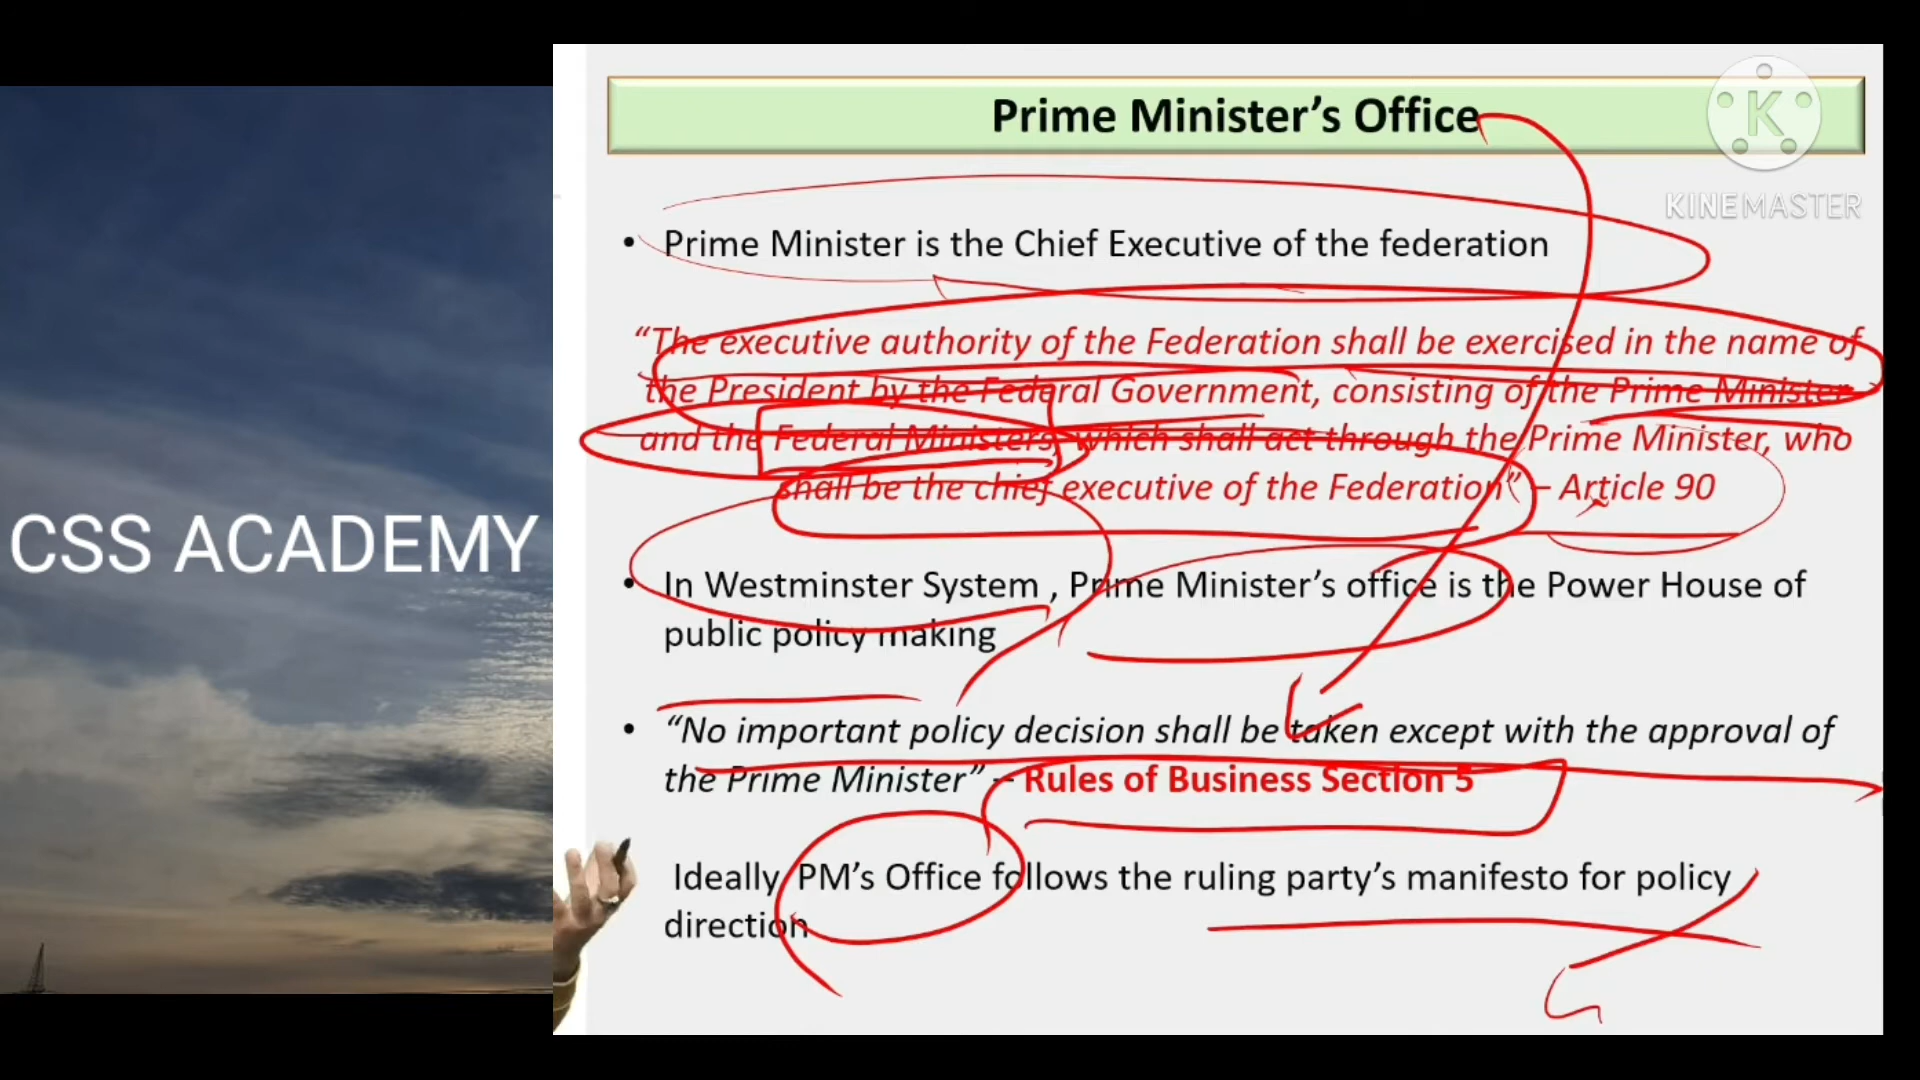 CSS ACADEMY
Prime Minister’s Office
KINEMASTER
• Prime Minister is the Chief Executive of the federation
“The executive authority of the Federation shall be exercised in the name of
the President by the Federal Government, consisting of the Prime Minister
and the Federal Ministers, which shall act through the Prime Minister, who
shall be the chief executive of the Federation” – Article 90
• In Westminster System , Prime Minister’s office is the Power House of
public policy making
• “No important policy decision shall be taken except with the approval of
the Prime Minister” – Rules of Business Section 5
Ideally PM’s Office follows the ruling party’s manifesto for policy
direction